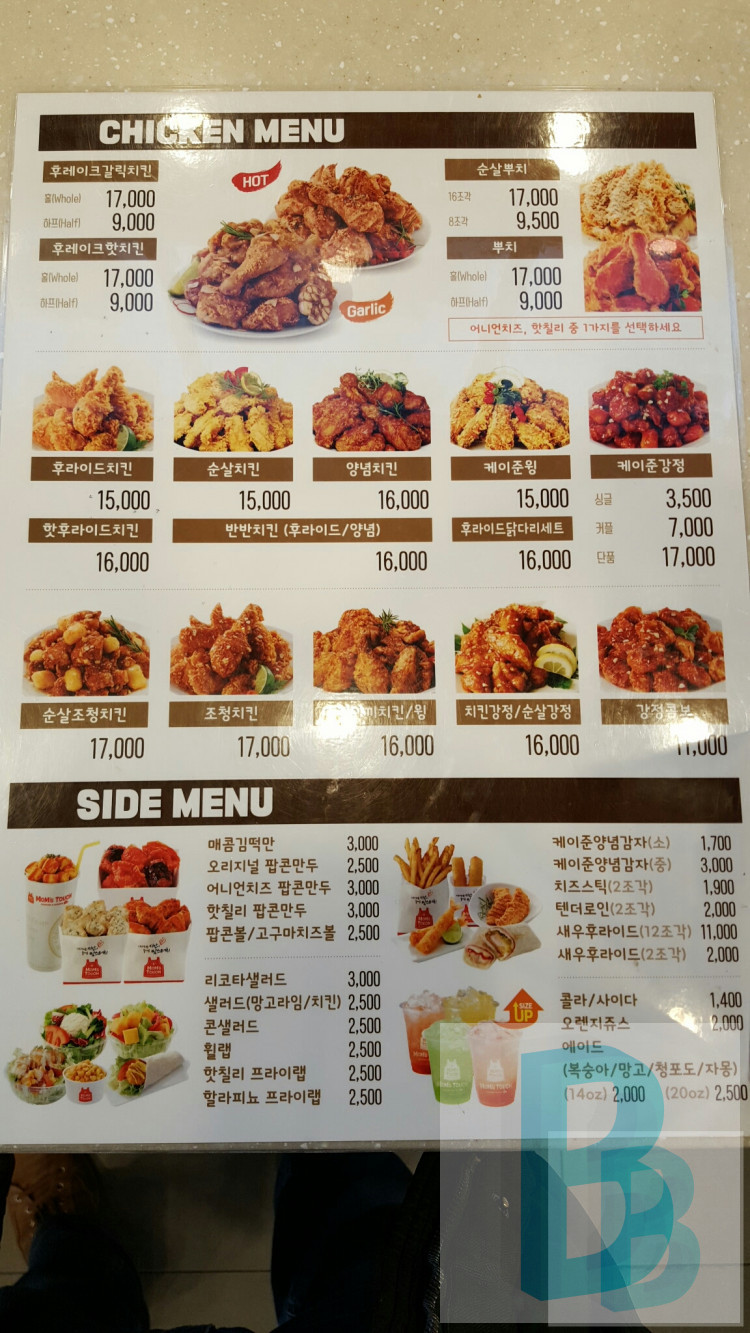 CHICKEN MENU
후레이크갈릭치킨
홀(Whole) 17,000
하프(Half) 9,000
후레이크핫치킨
홀(Whole) 17,000
하프(Half) 9,000
HOT
Garlic
순살뿌치
16조각 17,000
8조각 9,500
뿌치
홀(Whole) 17,000
하프(Half) 9,000
어니언치즈, 핫칠리 중 1가지를 선택하세요
후라이드치킨 순살치킨 양념치킨 케이준윙 케이준강정
15,000 15,000 16,000 15,000 싱글 3,500
핫후라이드치킨 반반치킨 (후라이드/양념) 후라이드닭다리세트 커플 7,000
16,000 16,000 16,000 단품 17,000
순살조청치킨 조청치킨 치킨/윙 치킨강정/순살강정 강정콤보
17,000 17,000 16,000 16,000 11,000
SIDE MENU
매콤김떡만 3,000
오리지널 팝콘만두 2,500
어니언치즈 팝콘만두 3,000
핫칠리 팝콘만두 3,000
팝콘볼/고구마치즈볼 2,500
리코타샐러드 3,000
샐러드(망고라임/치킨) 2,500
콘샐러드 2,500
휠랩 2,500
핫칠리 프라이랩 2,500
할라피뇨 프라이랩 2,500
케이준양념감자(소) 1,700
케이준양념감자(중) 3,000
치즈스틱(2조각) 1,900
텐더로인(2조각) 2,000
새우후라이드(12조각) 11,000
새우후라이드(2조각) 2,000
SIZE
UP
콜라/사이다 1,400
오렌지쥬스 2,000
에이드
(복숭아/망고/청포도/자몽)
(14oz) 2,000 (20oz) 2,500
MOM'S TOUCH